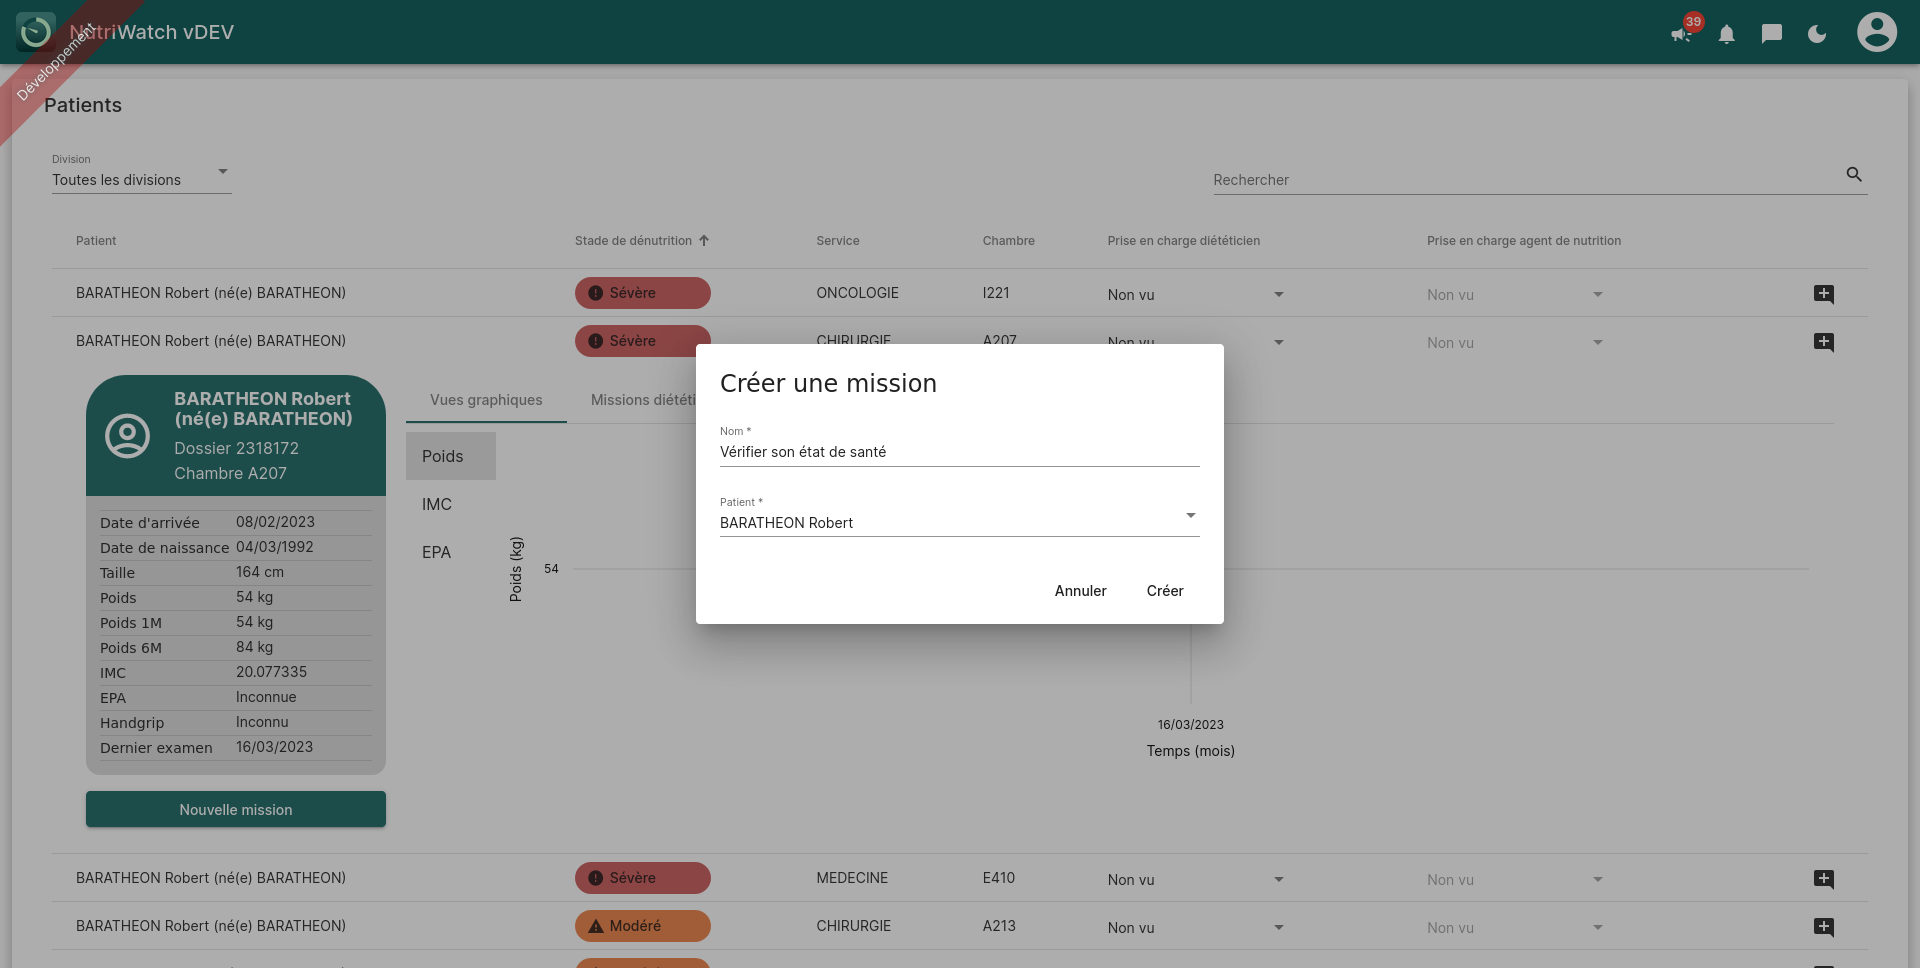 NutriWatch vDEV
39
Développement
Patients
Division
Toutes les divisions
Rechercher
Patient Stade de dénutrition Service Chambre Prise en charge diététicien Prise en charge agent de nutrition
BARATHEON Robert (né(e) BARATHEON) Sévère ONCOLOGIE I221 Non vu Non vu
BARATHEON Robert (né(e) BARATHEON) Sévère CHIRURGIE A207 Non vu Non vu
BARATHEON Robert
(né(e) BARATHEON)
Dossier 2318172
Chambre A207
Date d'arrivée 08/02/2023
Date de naissance 04/03/1992
Taille 164 cm
Poids 54 kg
Poids 1M 54 kg
Poids 6M 84 kg
IMC 20.077335
EPA Inconnue
Handgrip Inconnu
Dernier examen 16/03/2023
Nouvelle mission
Vues graphiques Missions diététi
Poids
IMC
EPA
Poids (kg)
54
16/03/2023
Temps (mois)
Créer une mission
Nom *
Vérifier son état de santé
Patient *
BARATHEON Robert
Annuler Créer
BARATHEON Robert (né(e) BARATHEON) Sévère MEDECINE E410 Non vu Non vu
BARATHEON Robert (né(e) BARATHEON) Modéré CHIRURGIE A213 Non vu Non vu